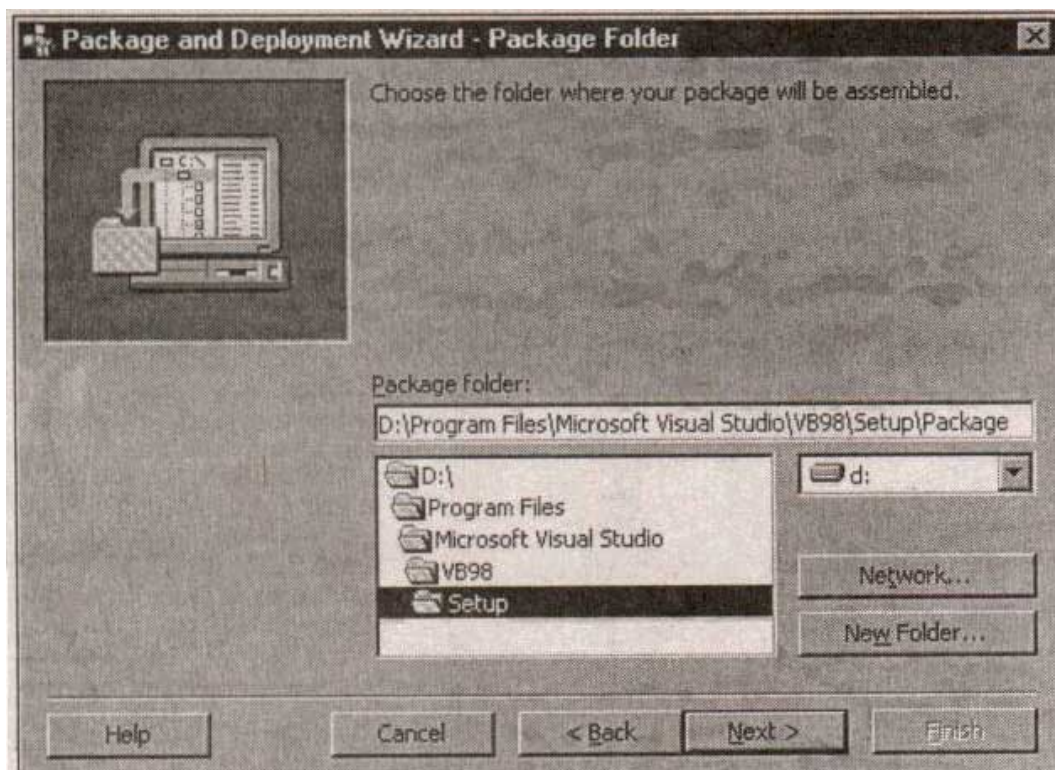 Package and Deployment Wizard - Package Folder
Choose the folder where your package will be assembled.
C:\
Package folder:
D:\Program Files\Microsoft Visual Studio\VB98\Setup\Package
D:\
d:
Program Files
Microsoft Visual Studio
VB98
Network...
Setup
New Folder...
Help
Cancel
< Back
Next >
Finish